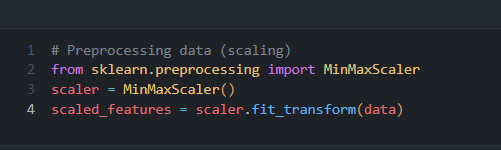 1 # Preprocessing data (scaling)
2 from sklearn.preprocessing import MinMaxScaler
3 scaler = MinMaxScaler()
4 scaled_features = scaler.fit_transform(data)